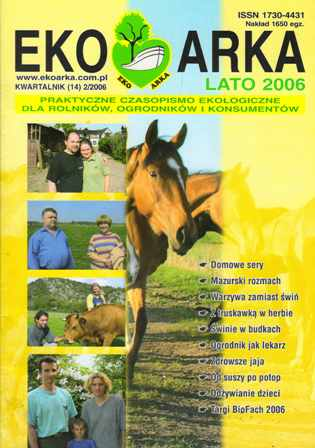 ISSN 1730-4431
Nakład 1650 egz.
EKO ARKA
EKO ARKA
www.ekoarka.com.pl
KWARTALNIK (14) 2/2006
LATO 2006
PRAKTYCZNE CZASOPISMO EKOLOGICZNE
DLA ROLNIKÓW, OGRODNIKÓW I KONSUMENTÓW
Domowe sery
Mazurski rozmach
Warzywa zamiast świń
Z truskawką w herbie
Świnie w budkach
Ogrodnik jak lekarz
Zdrowsze jaja
Od suszy po potop
Odżywianie dzieci
Targi BioFach 2006